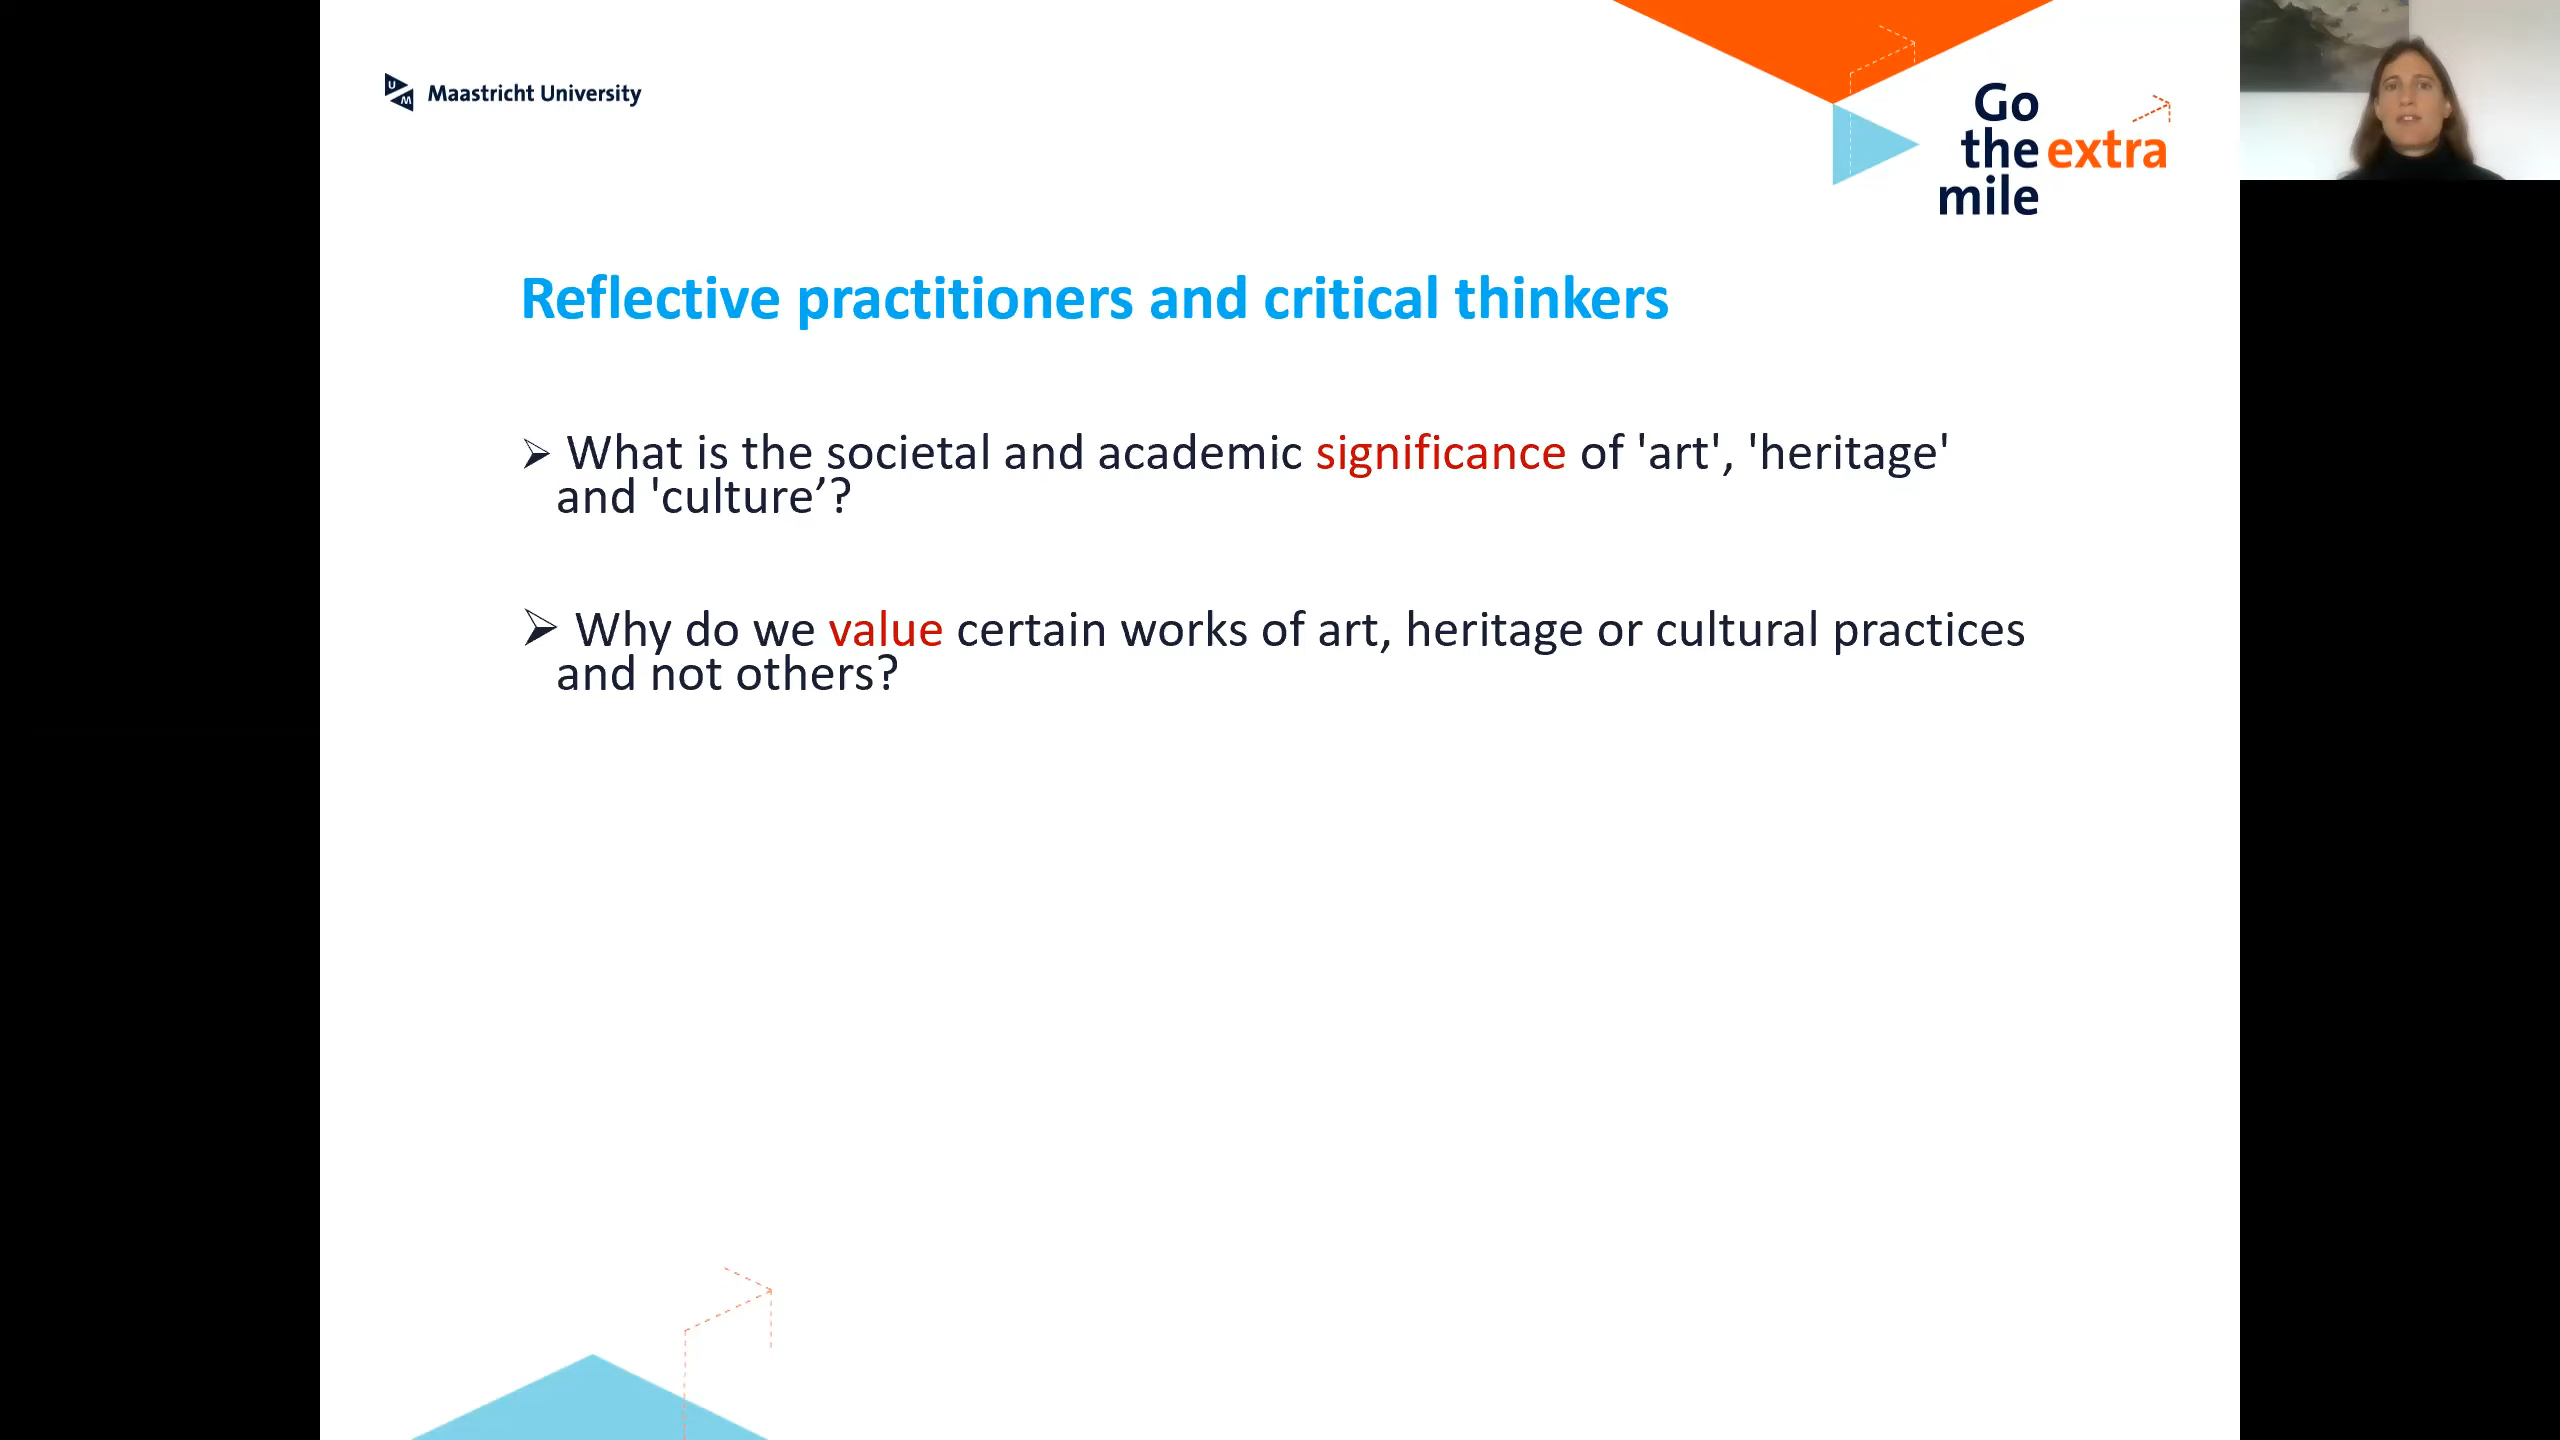 UM Maastricht University
Go
the extra
mile
Reflective practitioners and critical thinkers
➢ What is the societal and academic significance of 'art', 'heritage'
and 'culture’?
➢ Why do we value certain works of art, heritage or cultural practices
and not others?